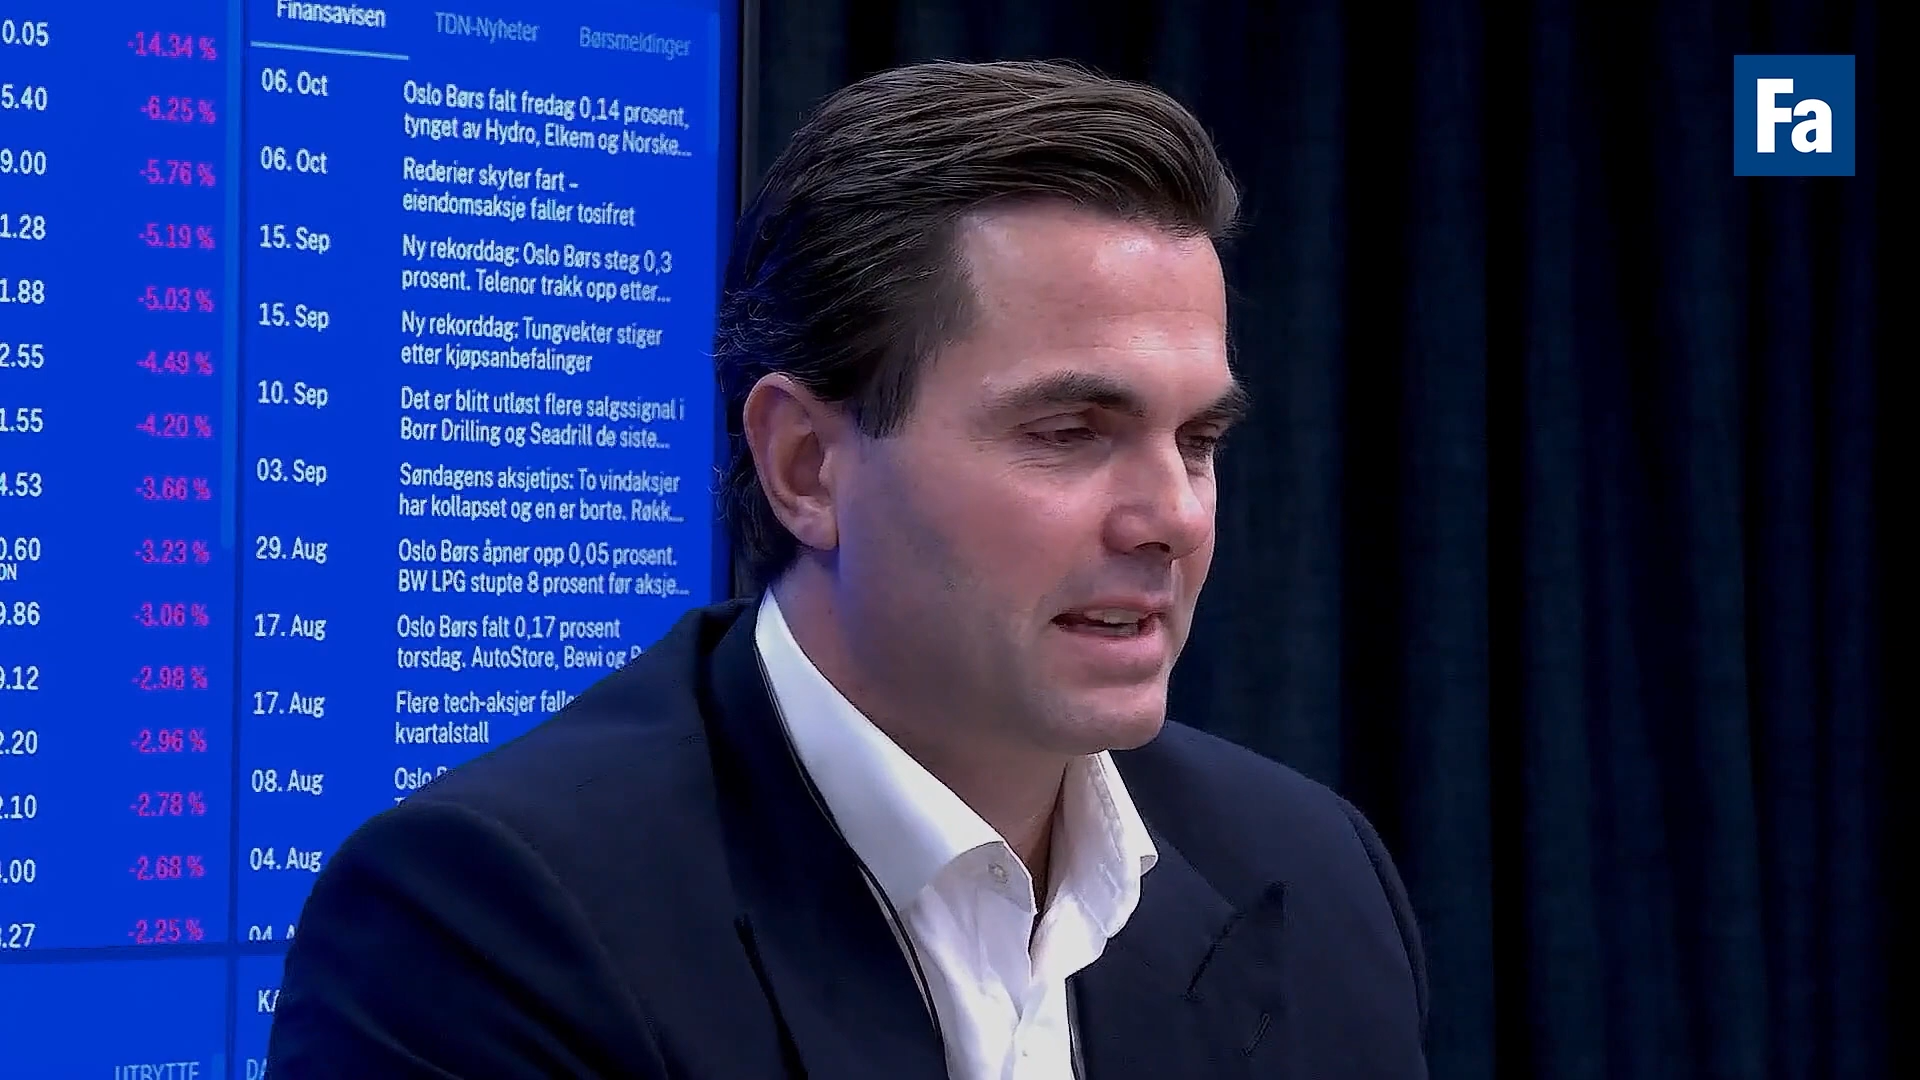 0.05 -14.34 %
5.40 -6.25 %
9.00 -5.76 %
1.28 -5.19 %
1.88 -5.03 %
2.55 -4.49 %
1.55 -4.20 %
4.53 -3.66 %
0.60 -3.23 %
ON
9.86 -3.06 %
9.12 -2.98 %
2.20 -2.96 %
2.10 -2.78 %
.00 -2.68 %
.27 -2.25 %
UTBYTTE
Finansavisen TDN-Nyheter Børsmeldinger
06. Oct Oslo Børs falt fredag 0,14 prosent,
tynget av Hydro, Elkem og Norske...
06. Oct Rederier skyter fart –
eiendomsaksje faller tosifret
15. Sep Ny rekorddag: Oslo Børs steg 0,3
prosent. Telenor trakk opp etter...
15. Sep Ny rekorddag: Tungvekter stiger
etter kjøpsanbefalinger
10. Sep Det er blitt utløst flere salgssignal i
Borr Drilling og Seadrill de siste...
03. Sep Søndagens aksjetips: To vindaksjer
har kollapset og en er borte. Røkk...
29. Aug Oslo Børs åpner opp 0,05 prosent.
BW LPG stupte 8 prosent før aksje...
17. Aug Oslo Børs falt 0,17 prosent
torsdag. AutoStore, Bewi og
17. Aug Flere tech-aksjer falle
kvartalstall
08. Aug Oslo
04. Aug
04. A
KA
DA
Fa